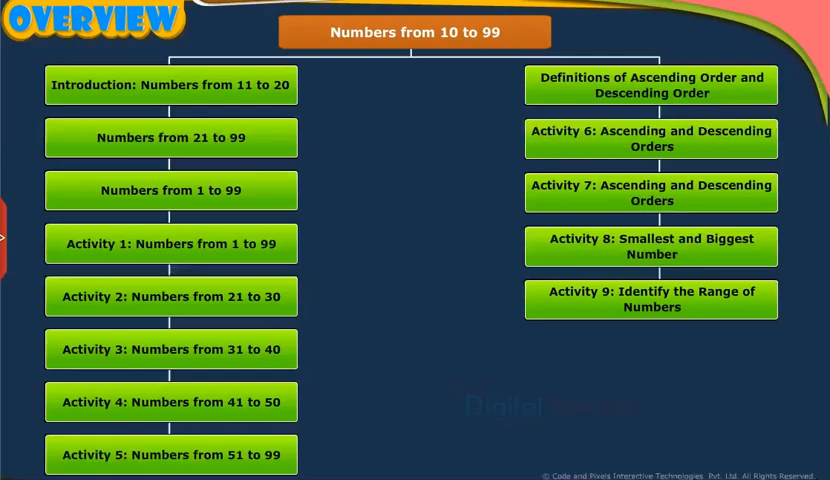 OVERVIEW
Numbers from 10 to 99
Introduction: Numbers from 11 to 20
Numbers from 21 to 99
Numbers from 1 to 99
Activity 1: Numbers from 1 to 99
Activity 2: Numbers from 21 to 30
Activity 3: Numbers from 31 to 40
Activity 4: Numbers from 41 to 50
Activity 5: Numbers from 51 to 99
Definitions of Ascending Order and
Descending Order
Activity 6: Ascending and Descending
Orders
Activity 7: Ascending and Descending
Orders
Activity 8: Smallest and Biggest
Number
Activity 9: Identify the Range of
Numbers
Digital
© Code and Pixels Interactive Technologies Pvt. Ltd. All Rights Reserved.